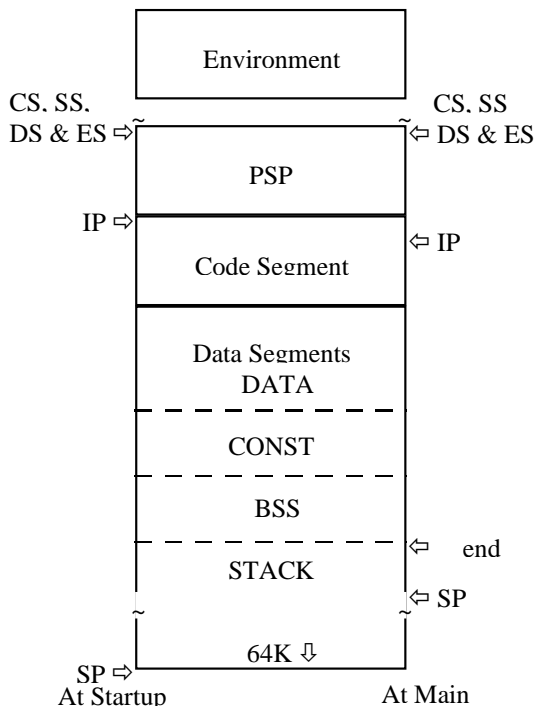 Environment
CS, SS,
DS & ES ⇨
CS, SS
⇦ DS & ES
~
~
PSP
IP ⇨
⇦ IP
Code Segment
Data Segments
DATA
CONST
BSS
⇦ end
STACK
⇦ SP
~
~
64K ⇩
SP ⇨
At Startup
At Main